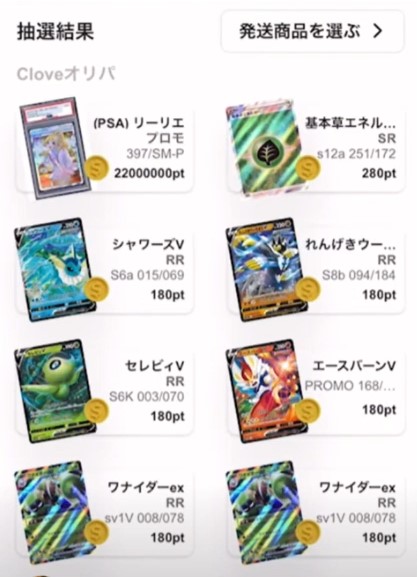 抽選結果
発送商品を選ぶ
Cloveオリパ
(PSA) リーリエ
プロモ
397/SM-P
22000000pt
基本草エネル...
SR
s12a 251/172
280pt
シャワーズV
RR
S6a 015/069
180pt
れんげきウー...
RR
S8b 094/184
180pt
セレビィV
RR
S6K 003/070
180pt
エースバーンV
PROMO 168/...
180pt
ワナイダーex
RR
sv1V 008/078
180pt
ワナイダーex
RR
sv1V 008/078
180pt